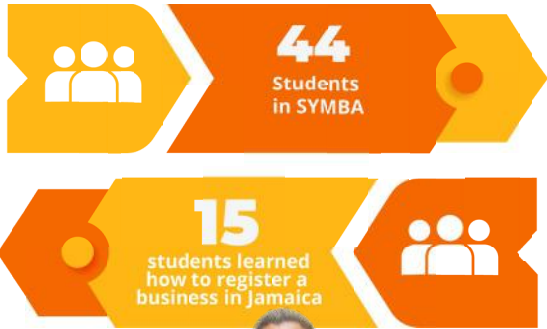 44
Students
in SYMBA
15
students learned
how to register a
business in Jamaica